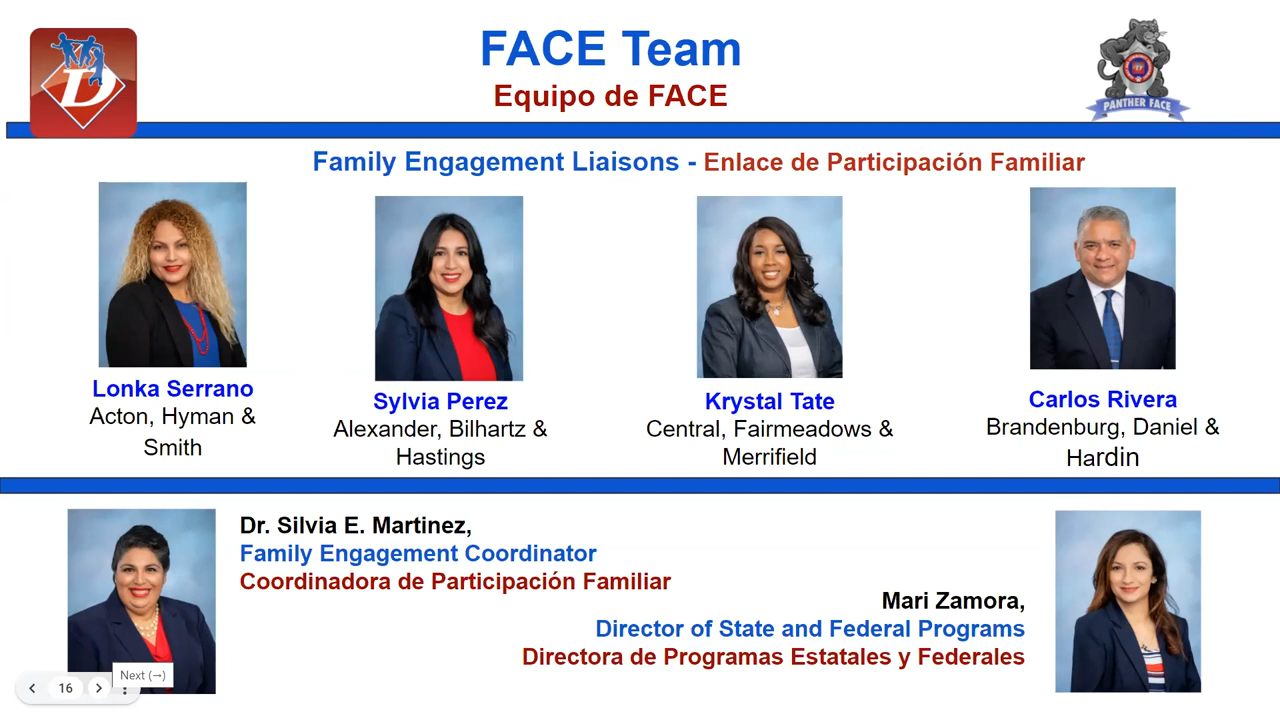 FACE Team
Equipo de FACE
D
PANTHER FACE
Family Engagement Liaisons - Enlace de Participación Familiar
Lonka Serrano
Acton, Hyman &
Smith
Sylvia Perez
Alexander, Bilhartz &
Hastings
Krystal Tate
Central, Fairmeadows &
Merrifield
Carlos Rivera
Brandenburg, Daniel &
Hardin
Dr. Silvia E. Martinez,
Family Engagement Coordinator
Coordinadora de Participación Familiar
Mari Zamora,
Director of State and Federal Programs
Directora de Programas Estatales y Federales
Next (→)
16